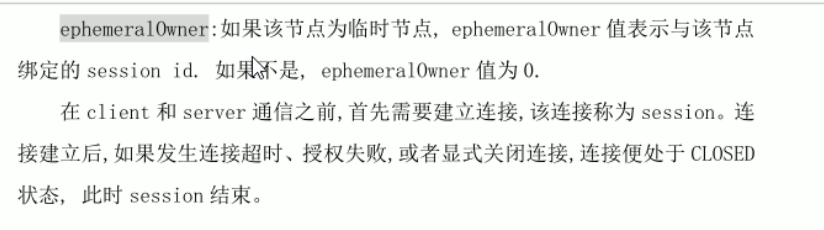 ephemeralOwner:如果该节点为临时节点, ephemeralOwner 值表示与该节点
绑定的 session id. 如果不是, ephemeralOwner 值为 0.
在 client 和 server 通信之前,首先需要建立连接,该连接称为 session。连
接建立后,如果发生连接超时、授权失败,或者显式关闭连接,连接便处于 CLOSED
状态, 此时 session 结束。